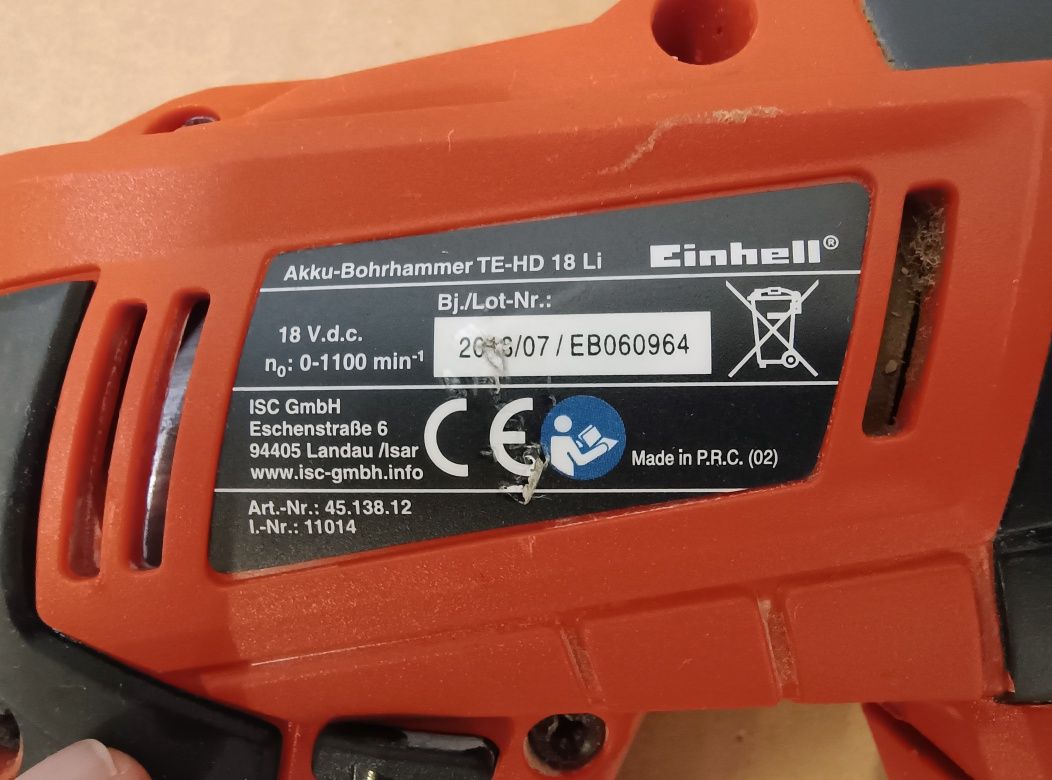 Akku-Bohrhammer TE-HD 18 Li Einhell®
Bj./Lot-Nr.:
18 V.d.c.
/07 / EB060964
n₀: 0-1100 min⁻¹
ISC GmbH
Eschenstraße 6
94405 Landau /Isar
www.isc-gmbh.info
CE
Made in P.R.C. (02)
Art.-Nr.: 45.138.12
I.-Nr.: 11014